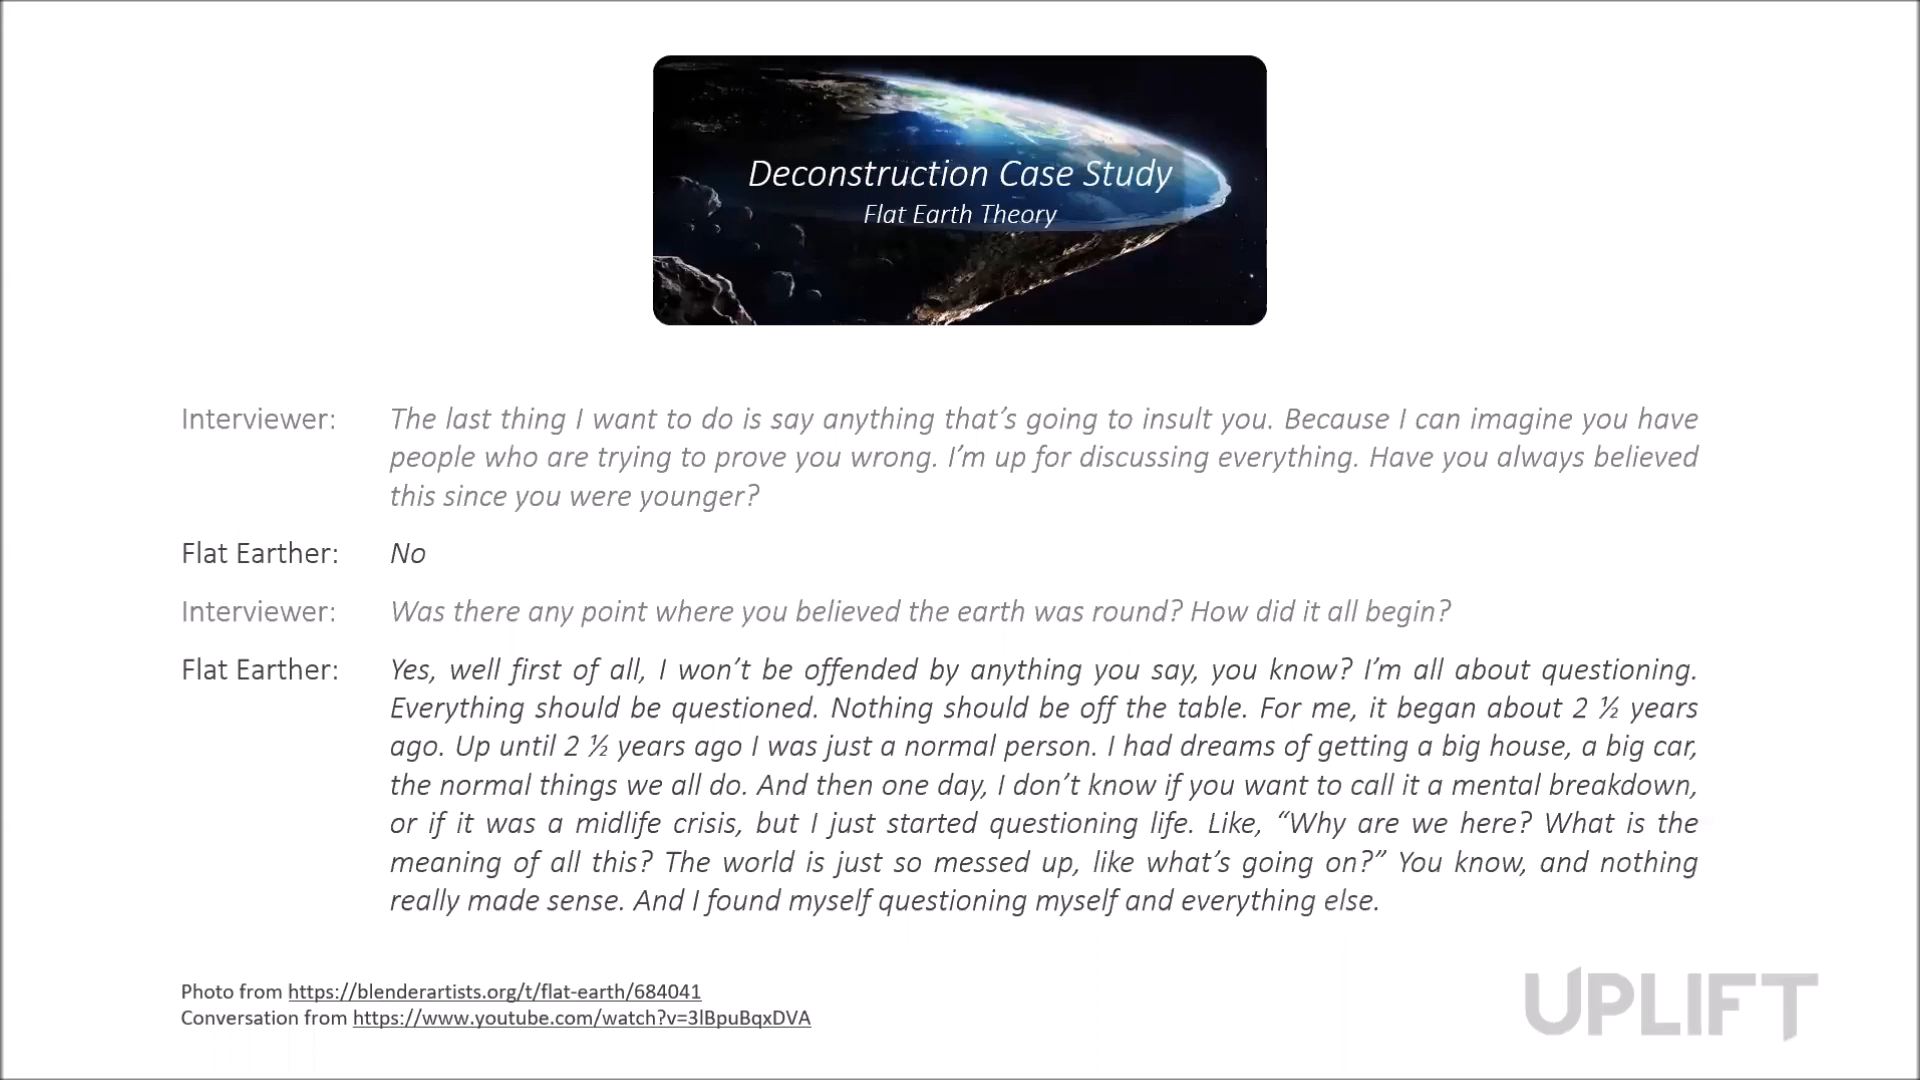 Deconstruction Case Study
Flat Earth Theory
Interviewer: The last thing I want to do is say anything that’s going to insult you. Because I can imagine you have
people who are trying to prove you wrong. I’m up for discussing everything. Have you always believed
this since you were younger?
Flat Earther: No
Interviewer: Was there any point where you believed the earth was round? How did it all begin?
Flat Earther: Yes, well first of all, I won’t be offended by anything you say, you know? I’m all about questioning.
Everything should be questioned. Nothing should be off the table. For me, it began about 2 ½ years
ago. Up until 2 ½ years ago I was just a normal person. I had dreams of getting a big house, a big car,
the normal things we all do. And then one day, I don’t know if you want to call it a mental breakdown,
or if it was a midlife crisis, but I just started questioning life. Like, “Why are we here? What is the
meaning of all this? The world is just so messed up, like what’s going on?” You know, and nothing
really made sense. And I found myself questioning myself and everything else.
Photo from https://blenderartists.org/t/flat-earth/684041
Conversation from https://www.youtube.com/watch?v=3lBpuBqxDVA
UPLIFT